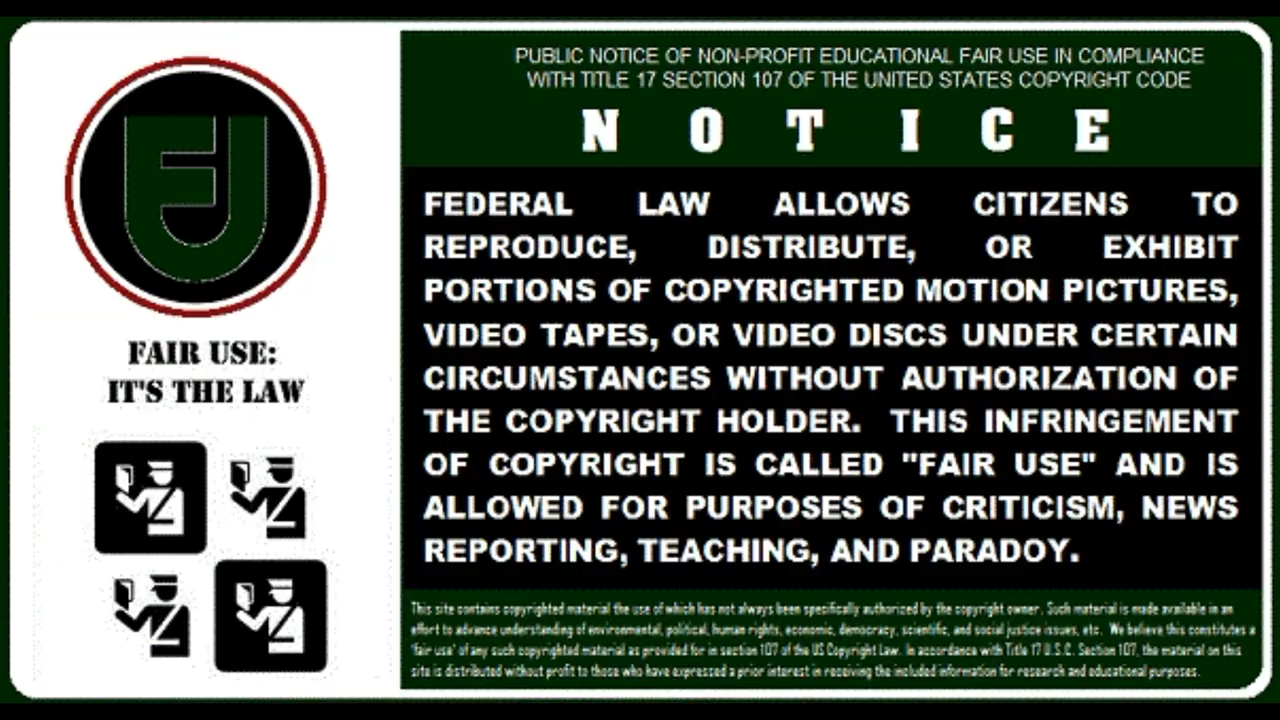 FU
FAIR USE:
IT'S THE LAW
PUBLIC NOTICE OF NON-PROFIT EDUCATIONAL FAIR USE IN COMPLIANCE
WITH TITLE 17 SECTION 107 OF THE UNITED STATES COPYRIGHT CODE
NOTICE
FEDERAL LAW ALLOWS CITIZENS TO
REPRODUCE, DISTRIBUTE, OR EXHIBIT
PORTIONS OF COPYRIGHTED MOTION PICTURES,
VIDEO TAPES, OR VIDEO DISCS UNDER CERTAIN
CIRCUMSTANCES WITHOUT AUTHORIZATION OF
THE COPYRIGHT HOLDER. THIS INFRINGEMENT
OF COPYRIGHT IS CALLED "FAIR USE" AND IS
ALLOWED FOR PURPOSES OF CRITICISM, NEWS
REPORTING, TEACHING, AND PARADOY.
This site contains copyrighted material the use of which has not always been specifically authorized by the copyright owner. Such material is made available in an
effort to advance understanding of environmental, political, human rights, economic, democracy, scientific, and social justice issues, etc. We believe this constitutes a
'fair use' of any such copyrighted material as provided for in section 107 of the US Copyright Law. In accordance with Title 17 U.S.C. Section 107, the material on this
site is distributed without profit to those who have expressed a prior interest in receiving the included information for research and educational purposes.